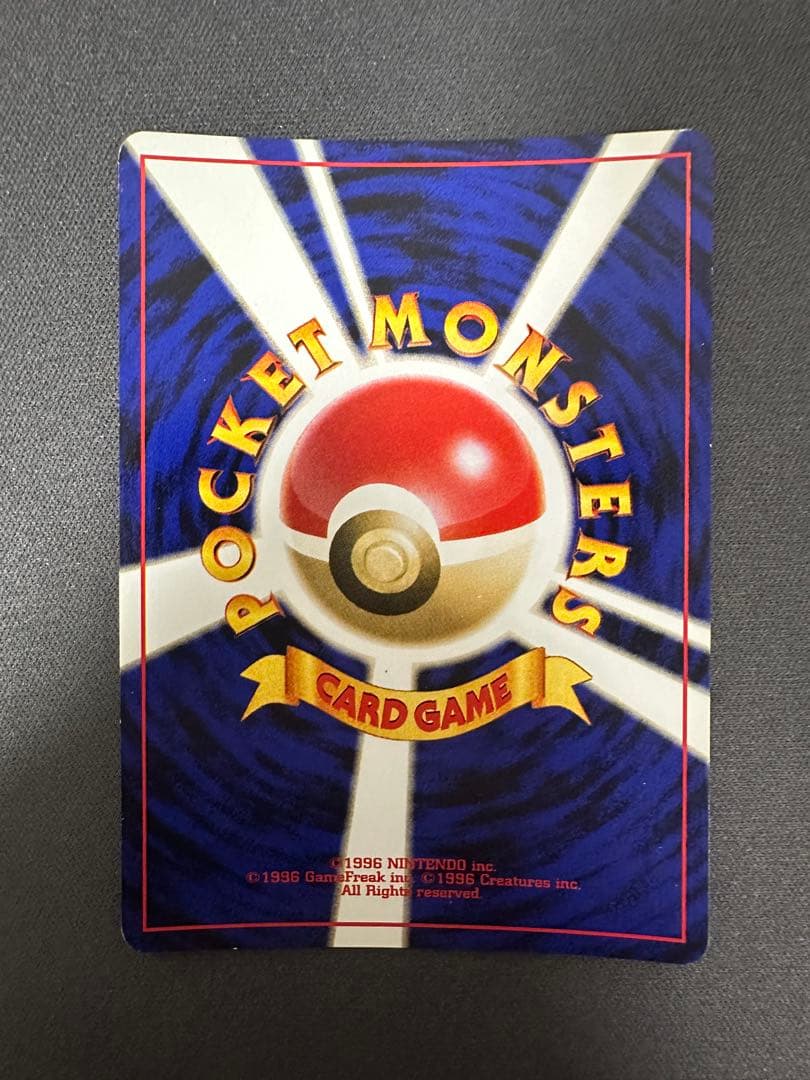 POCKET MONSTERS
CARD GAME
©1996 NINTENDO inc.
©1996 GameFreak inc. ©1996 Creatures inc.
All Rights reserved.